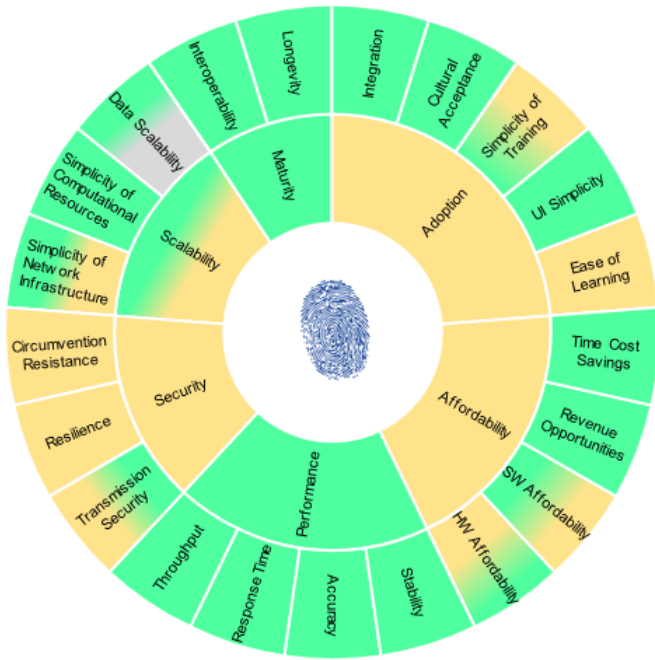 Integration
Cultural
Acceptance
Simplicity of
Training
UI Simplicity
Ease of
Learning
Time Cost
Savings
Revenue
Opportunities
SW Affordability
HW Affordability
Stability
Accuracy
Response Time
Throughput
Transmission
Security
Resilience
Circumvention
Resistance
Simplicity of
Network
Infrastructure
Simplicity of
Computational
Resources
Data Scalability
Interoperability
Longevity
Adoption
Affordability
Performance
Security
Scalability
Maturity